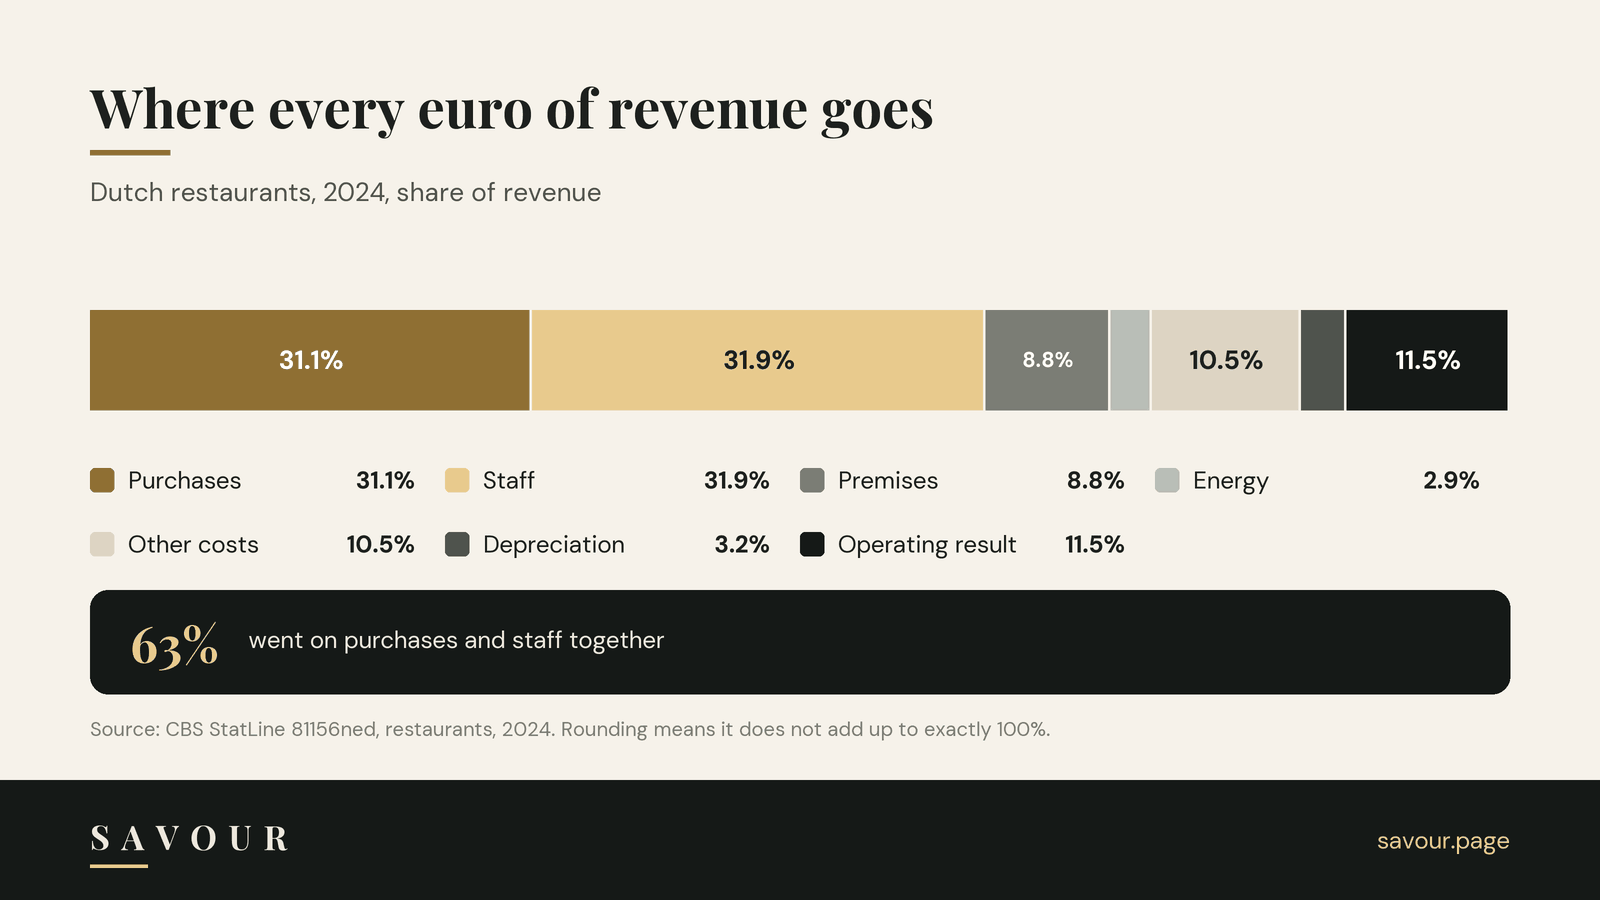 Where every euro of revenue goes
Dutch restaurants, 2024, share of revenue
31.1% 31.9% 8.8% 10.5% 11.5%
Purchases 31.1% Staff 31.9% Premises 8.8% Energy 2.9%
Other costs 10.5% Depreciation 3.2% Operating result 11.5%
63% went on purchases and staff together
Source: CBS StatLine 81156ned, restaurants, 2024. Rounding means it does not add up to exactly 100%.
SAVOUR savour.page